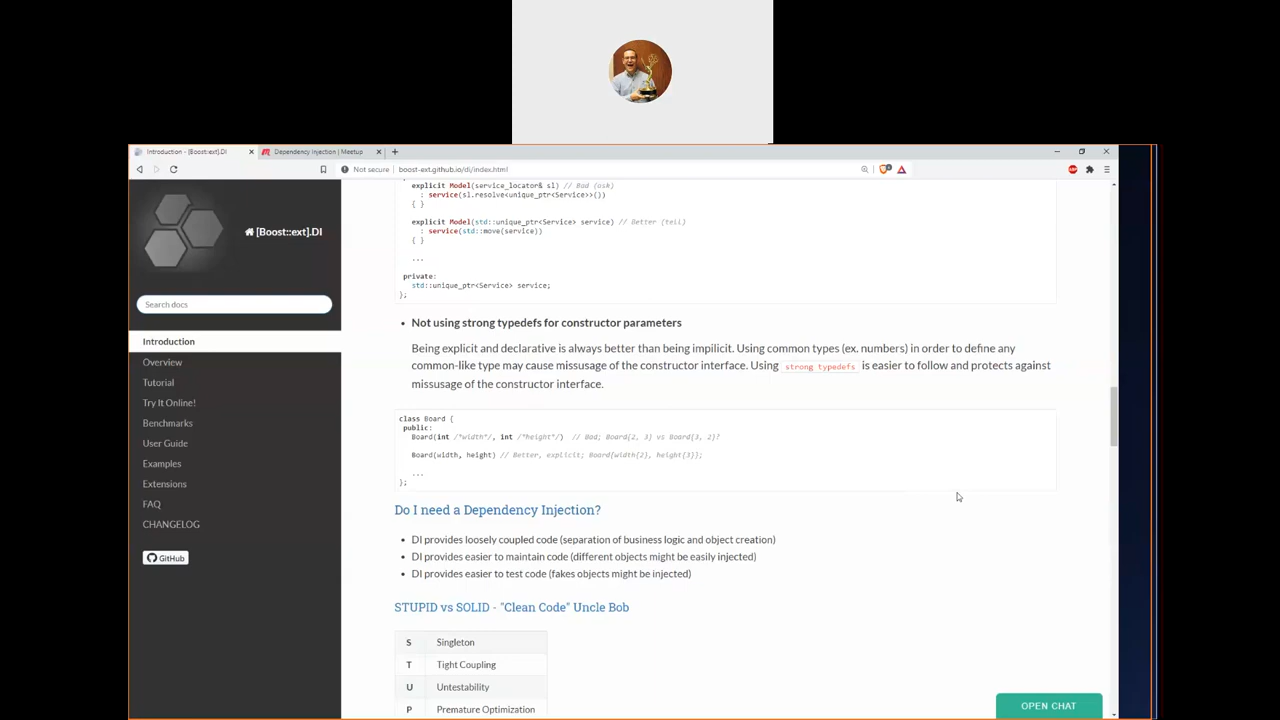 Introduction - [Boost::ext].DI
Dependency Injection | Meetup
Not secure
boost-ext.github.io/di/index.html
[Boost::ext].DI
Search docs
Introduction
Overview
Tutorial
Try It Online!
Benchmarks
User Guide
Examples
Extensions
FAQ
CHANGELOG
GitHub
explicit Model(service_locator& sl) // Bad (ask)
: service(sl.resolve<unique_ptr<Service>>())
{ }
explicit Model(std::unique_ptr<Service> service) // Better (tell)
: service(std::move(service))
{ }
...
private:
std::unique_ptr<Service> service;
};
• Not using strong typedefs for constructor parameters
Being explicit and declarative is always better than being impilicit. Using common types (ex. numbers) in order to define any
common-like type may cause missusage of the constructor interface. Using strong typedefs is easier to follow and protects against
missusage of the constructor interface.
class Board {
public:
Board(int /*width*/, int /*height*/) // Bad; Board{2, 3} vs Board{3, 2}?
Board(width, height) // Better, explicit; Board{width{2}, height{3}};
...
};
Do I need a Dependency Injection?
• DI provides loosely coupled code (separation of business logic and object creation)
• DI provides easier to maintain code (different objects might be easily injected)
• DI provides easier to test code (fakes objects might be injected)
STUPID vs SOLID - "Clean Code" Uncle Bob
S Singleton
T Tight Coupling
U Untestability
P Premature Optimization
OPEN CHAT